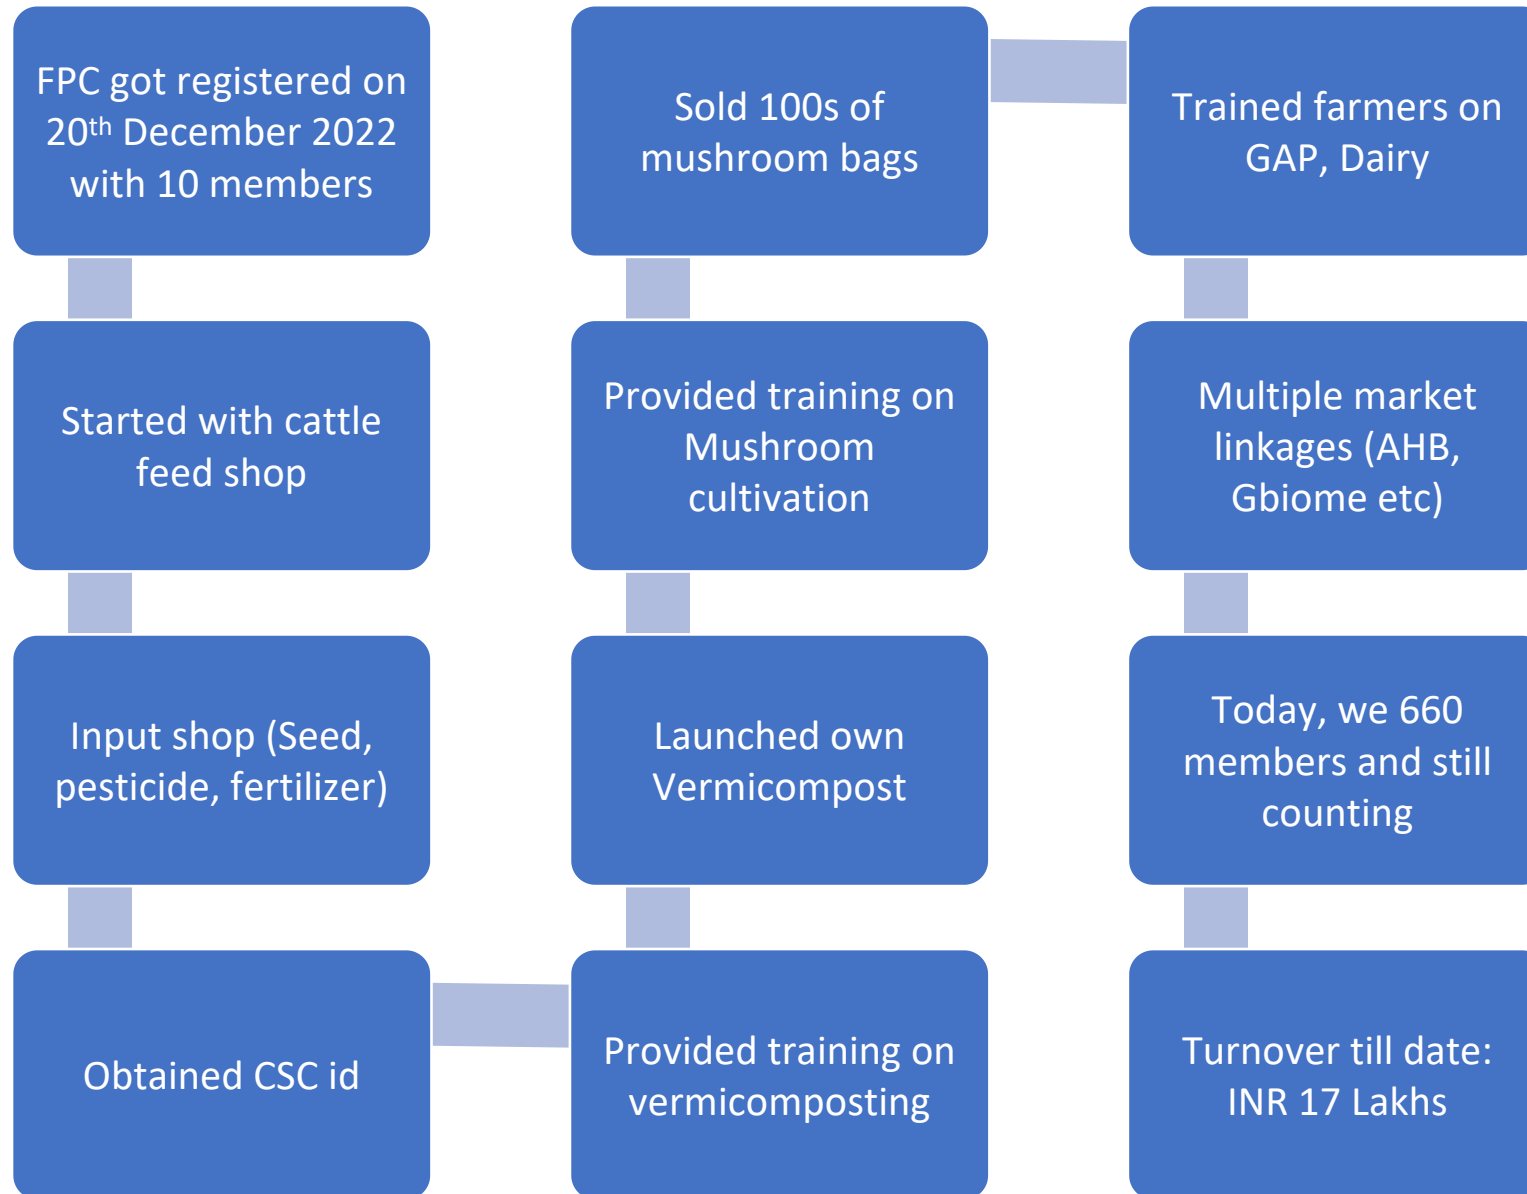 FPC got registered on
20th December 2022
with 10 members
Started with cattle
feed shop
Input shop (Seed,
pesticide, fertilizer)
Obtained CSC id
Provided training on
vermicomposting
Launched own
Vermicompost
Provided training on
Mushroom
cultivation
Sold 100s of
mushroom bags
Trained farmers on
GAP, Dairy
Multiple market
linkages (AHB,
Gbiome etc)
Today, we 660
members and still
counting
Turnover till date:
INR 17 Lakhs